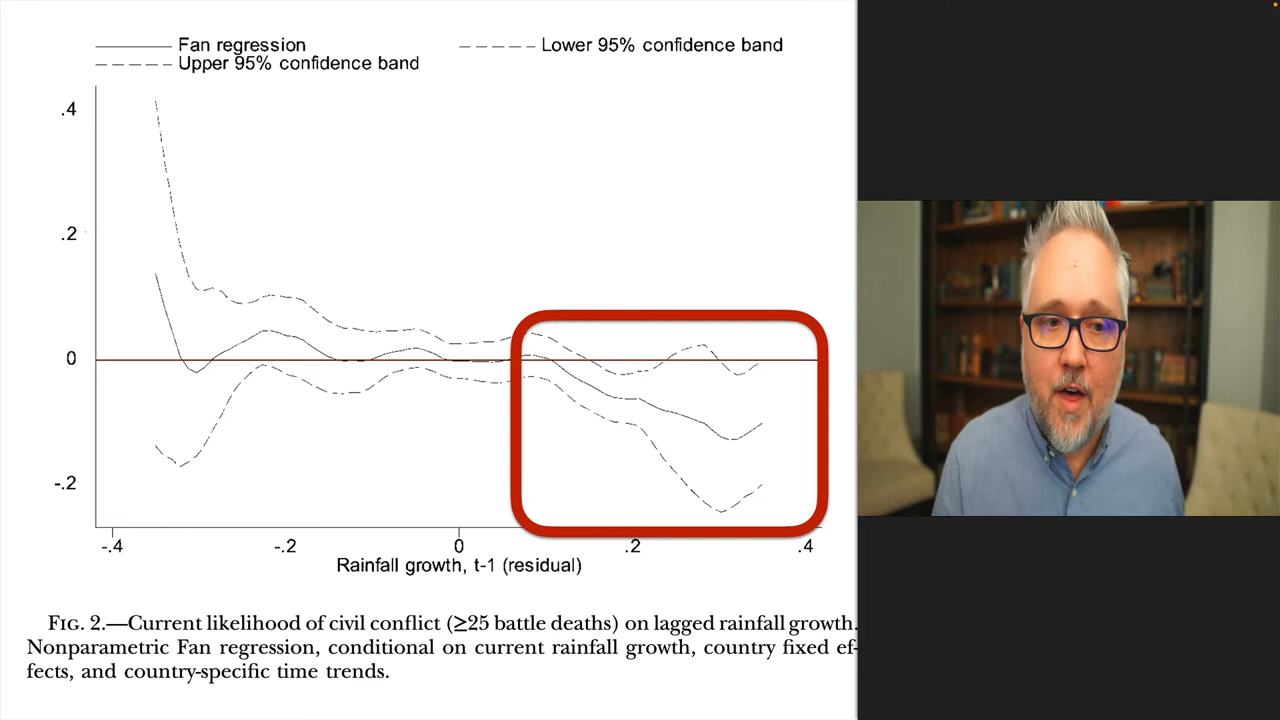 Fan regression
Lower 95% confidence band
Upper 95% confidence band
.4
.2
0
-.2
-.4
-.2
0
.2
.4
Rainfall growth, t-1 (residual)
FIG. 2.—Current likelihood of civil conflict (≥25 battle deaths) on lagged rainfall growth.
Nonparametric Fan regression, conditional on current rainfall growth, country fixed ef-
fects, and country-specific time trends.